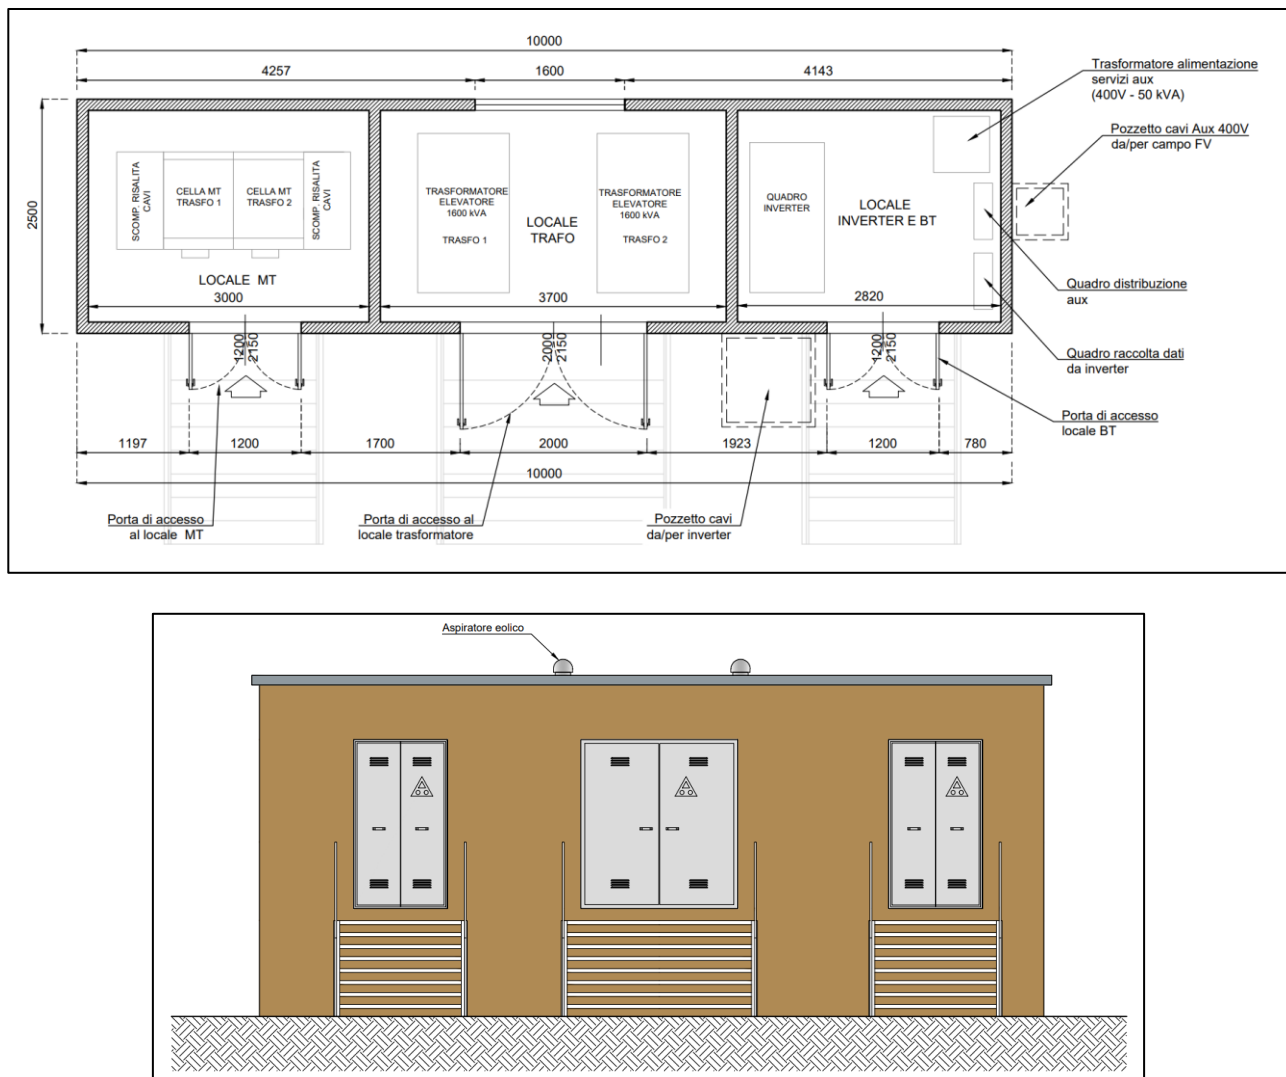 10000
4257
1600
4143
Trasformatore alimentazione
servizi aux
(400V - 50 kVA)
Pozzetto cavi Aux 400V
da/per campo FV
2500
SCOMP. RISALITA
CAVI
CELLA MT
TRASFO 1
CELLA MT
TRASFO 2
SCOMP. RISALITA
CAVI
LOCALE MT
3000
TRASFORMATORE
ELEVATORE
1600 kVA
TRASFO 1
LOCALE
TRAFO
TRASFORMATORE
ELEVATORE
1600 kVA
TRASFO 2
3700
QUADRO
INVERTER
LOCALE
INVERTER E BT
2820
Quadro distribuzione
aux
Quadro raccolta dati
da inverter
Porta di accesso
locale BT
1200
2150
2000
2150
1200
2150
1197
1200
1700
2000
1923
1200
780
10000
Porta di accesso
al locale MT
Porta di accesso al
locale trasformatore
Pozzetto cavi
da/per inverter
Aspiratore eolico